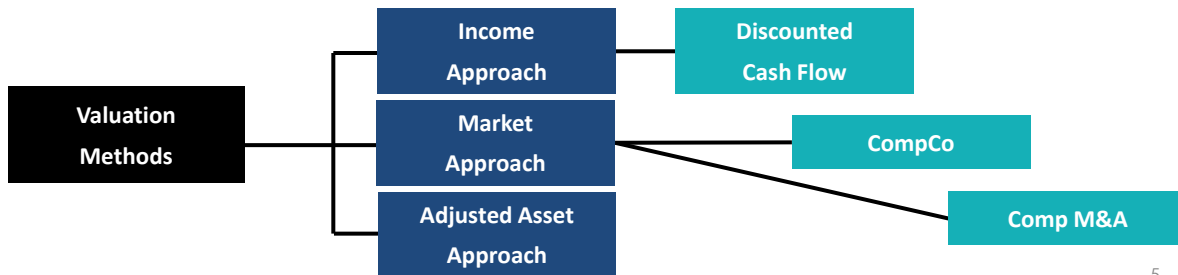 Income
Approach
Discounted
Cash Flow
Valuation
Methods
Market
Approach
CompCo
Adjusted Asset
Approach
Comp M&A
5